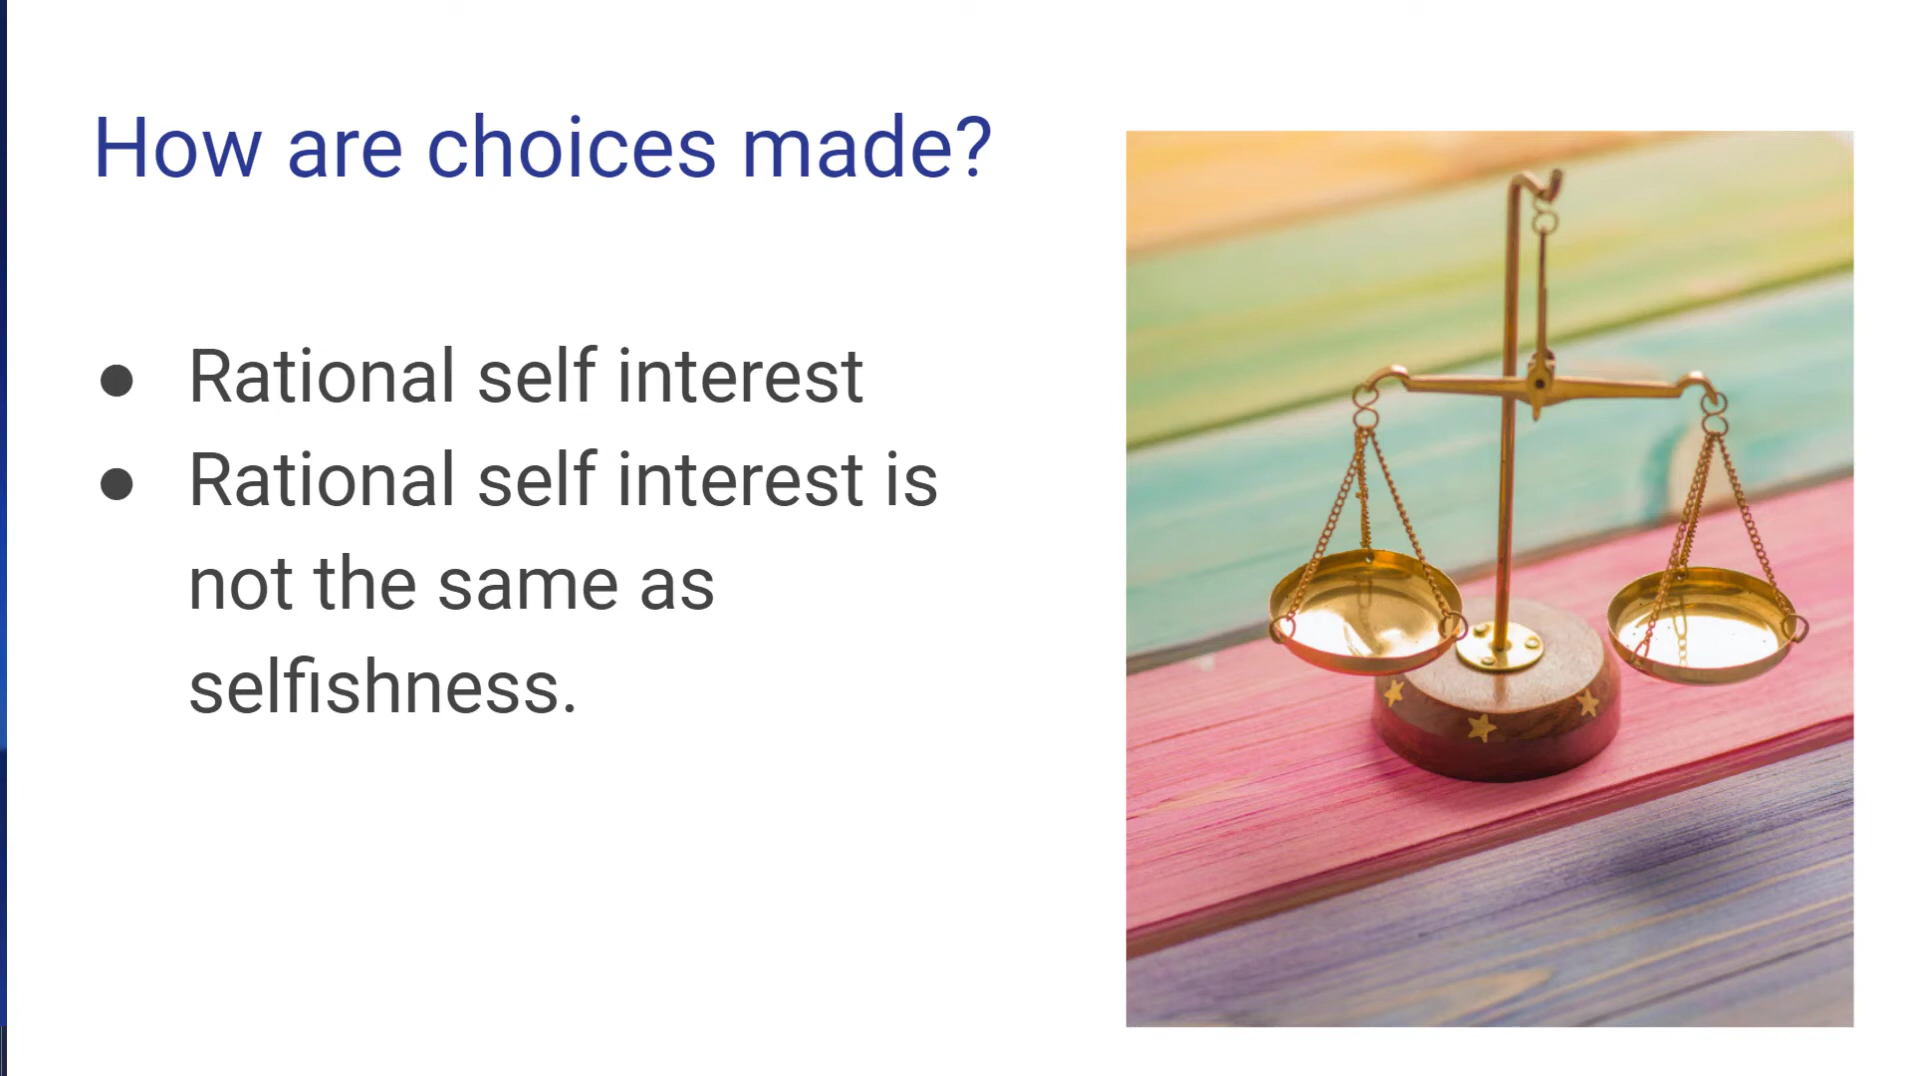 How are choices made?
● Rational self interest
● Rational self interest is
not the same as
selfishness.